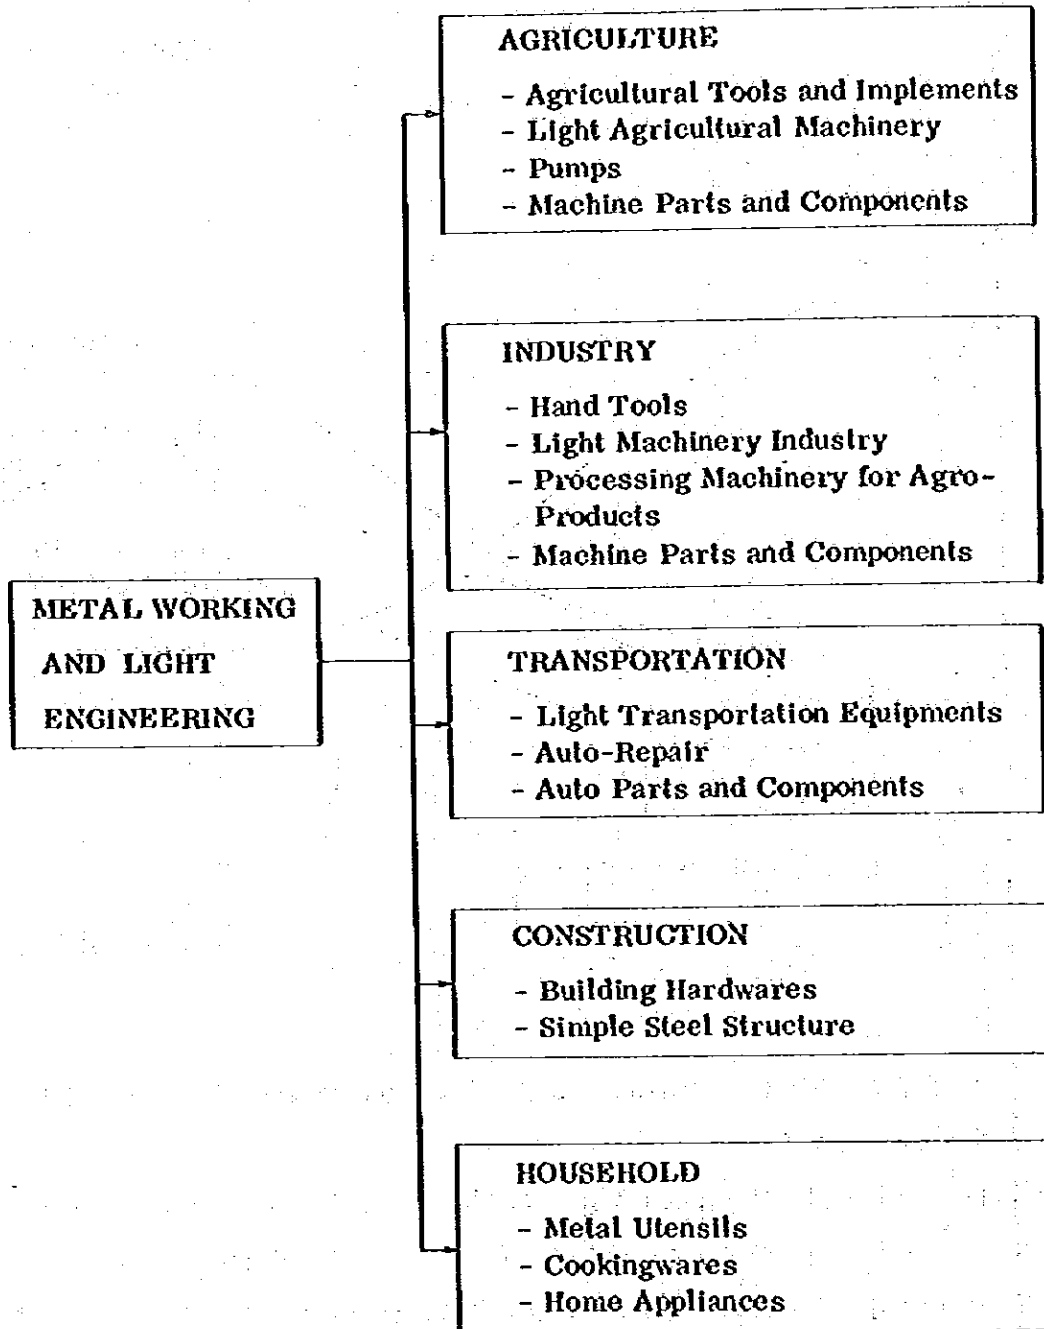 AGRICULTURE
- Agricultural Tools and Implements
- Light Agricultural Machinery
- Pumps
- Machine Parts and Components
INDUSTRY
- Hand Tools
- Light Machinery Industry
- Processing Machinery for Agro-
Products
- Machine Parts and Components
METAL WORKING
AND LIGHT
ENGINEERING
TRANSPORTATION
- Light Transportation Equipments
- Auto-Repair
- Auto Parts and Components
CONSTRUCTION
- Building Hardwares
- Simple Steel Structure
HOUSEHOLD
- Metal Utensils
- Cookingwares
- Home Appliances